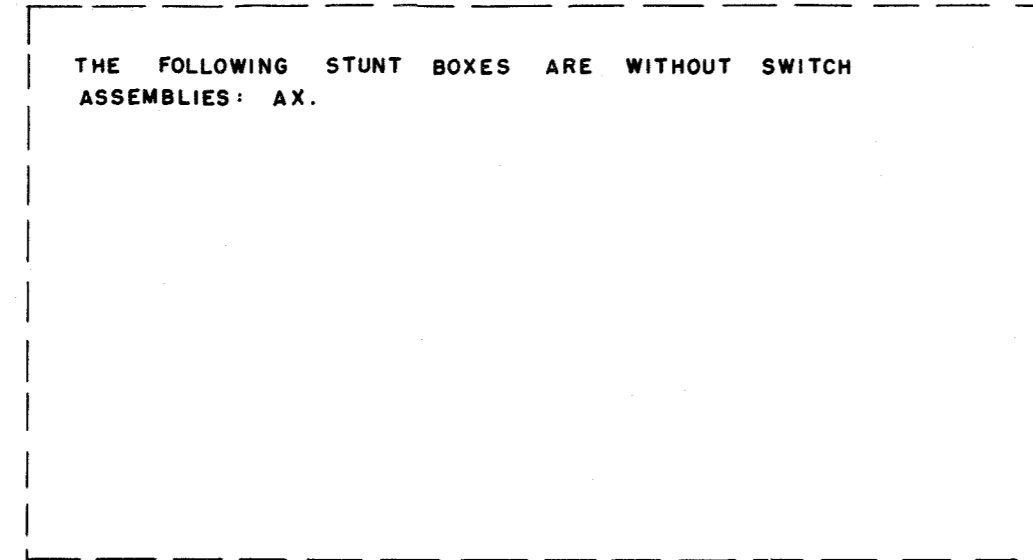 THE FOLLOWING STUNT BOXES ARE WITHOUT SWITCH
ASSEMBLIES: AX.